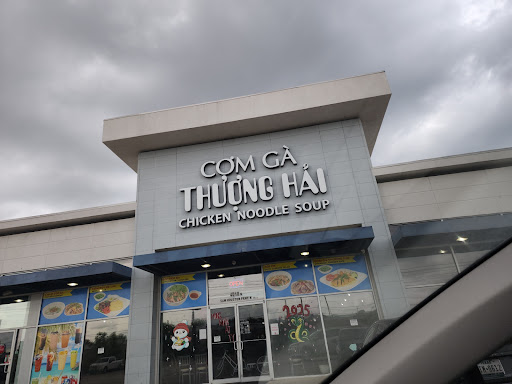 CƠM GÀ
THƯỢNG HẢI
CHICKEN NOODLE SOUP
2025